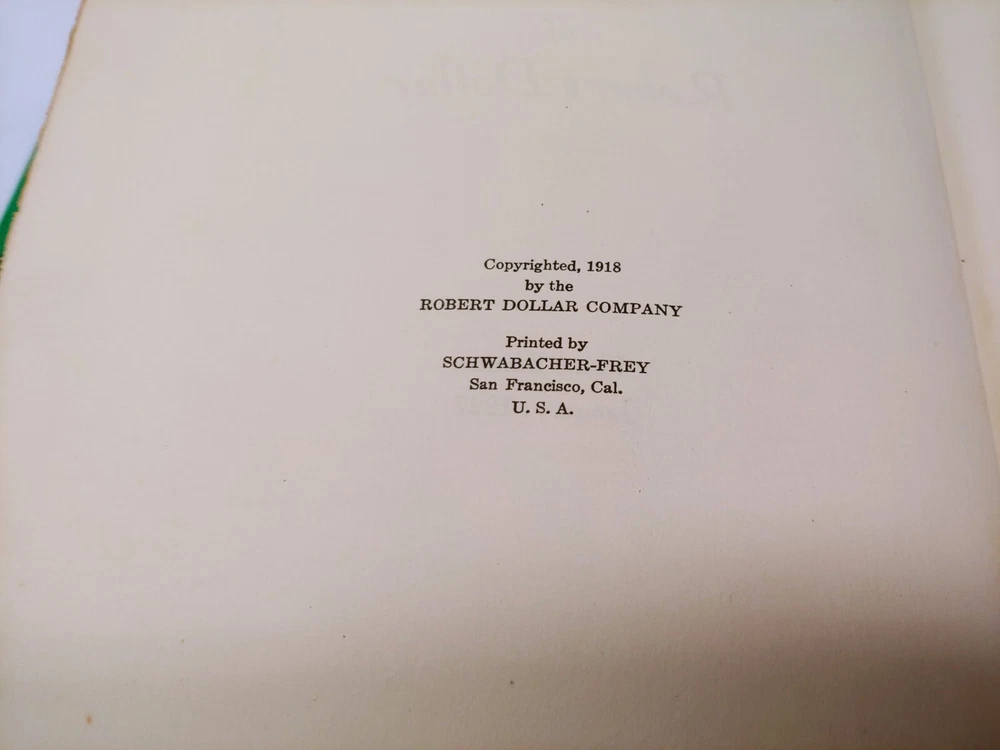 Copyrighted, 1918
by the
ROBERT DOLLAR COMPANY
Printed by
SCHWABACHER-FREY
San Francisco, Cal.
U. S. A.